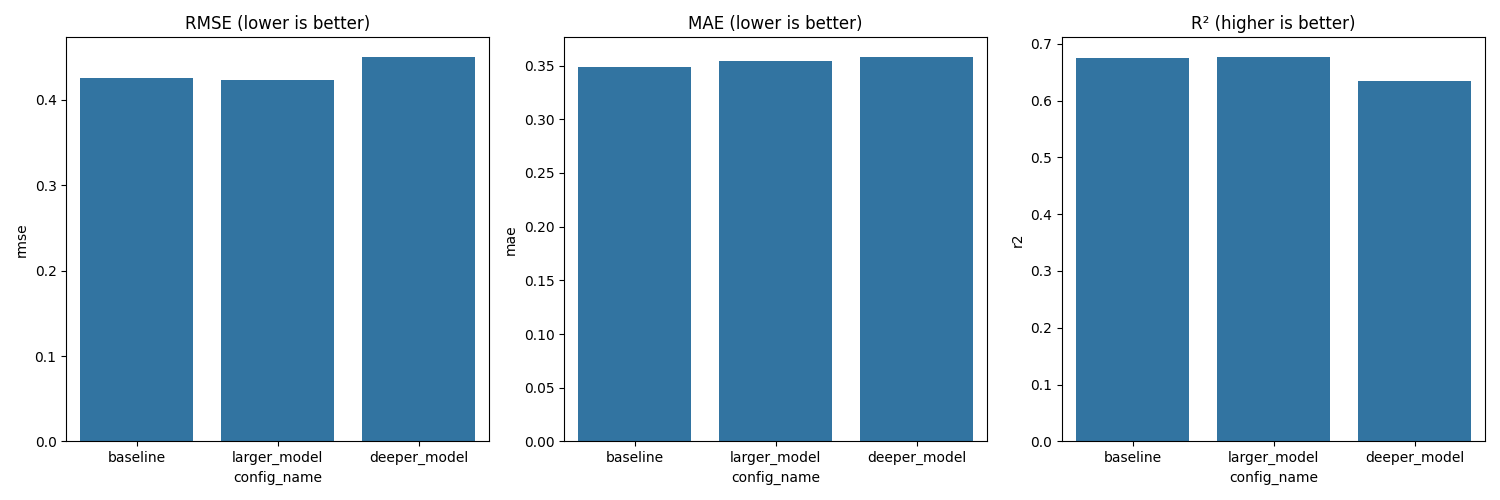 RMSE (lower is better)
rmse
0.4
0.3
0.2
0.1
0.0
baseline larger_model deeper_model
config_name
MAE (lower is better)
mae
0.35
0.30
0.25
0.20
0.15
0.10
0.05
0.00
baseline larger_model deeper_model
config_name
R² (higher is better)
r2
0.7
0.6
0.5
0.4
0.3
0.2
0.1
0.0
baseline larger_model deeper_model
config_name